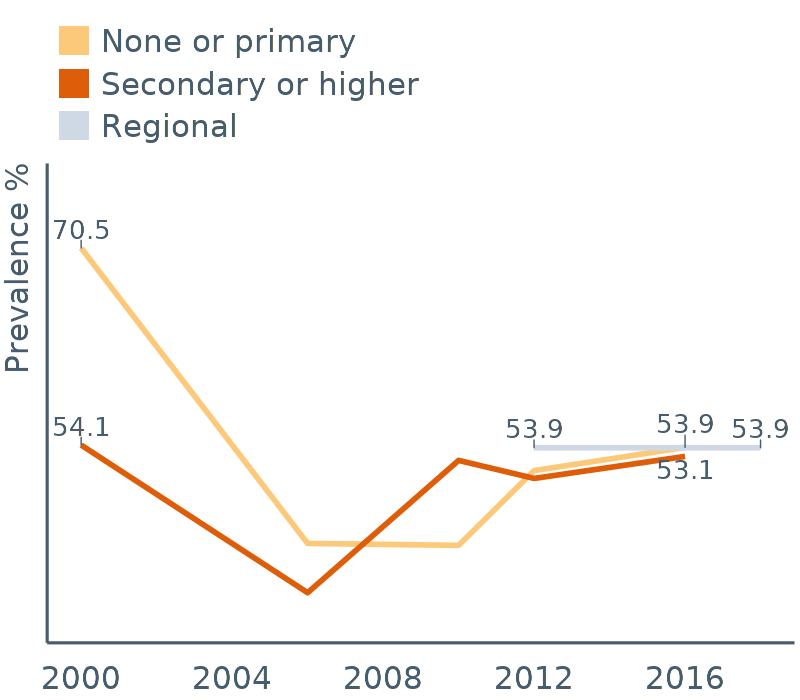 None or primary
Secondary or higher
Regional
Prevalence %
70.5
54.1
53.9
53.9
53.9
53.1
2000
2004
2008
2012
2016